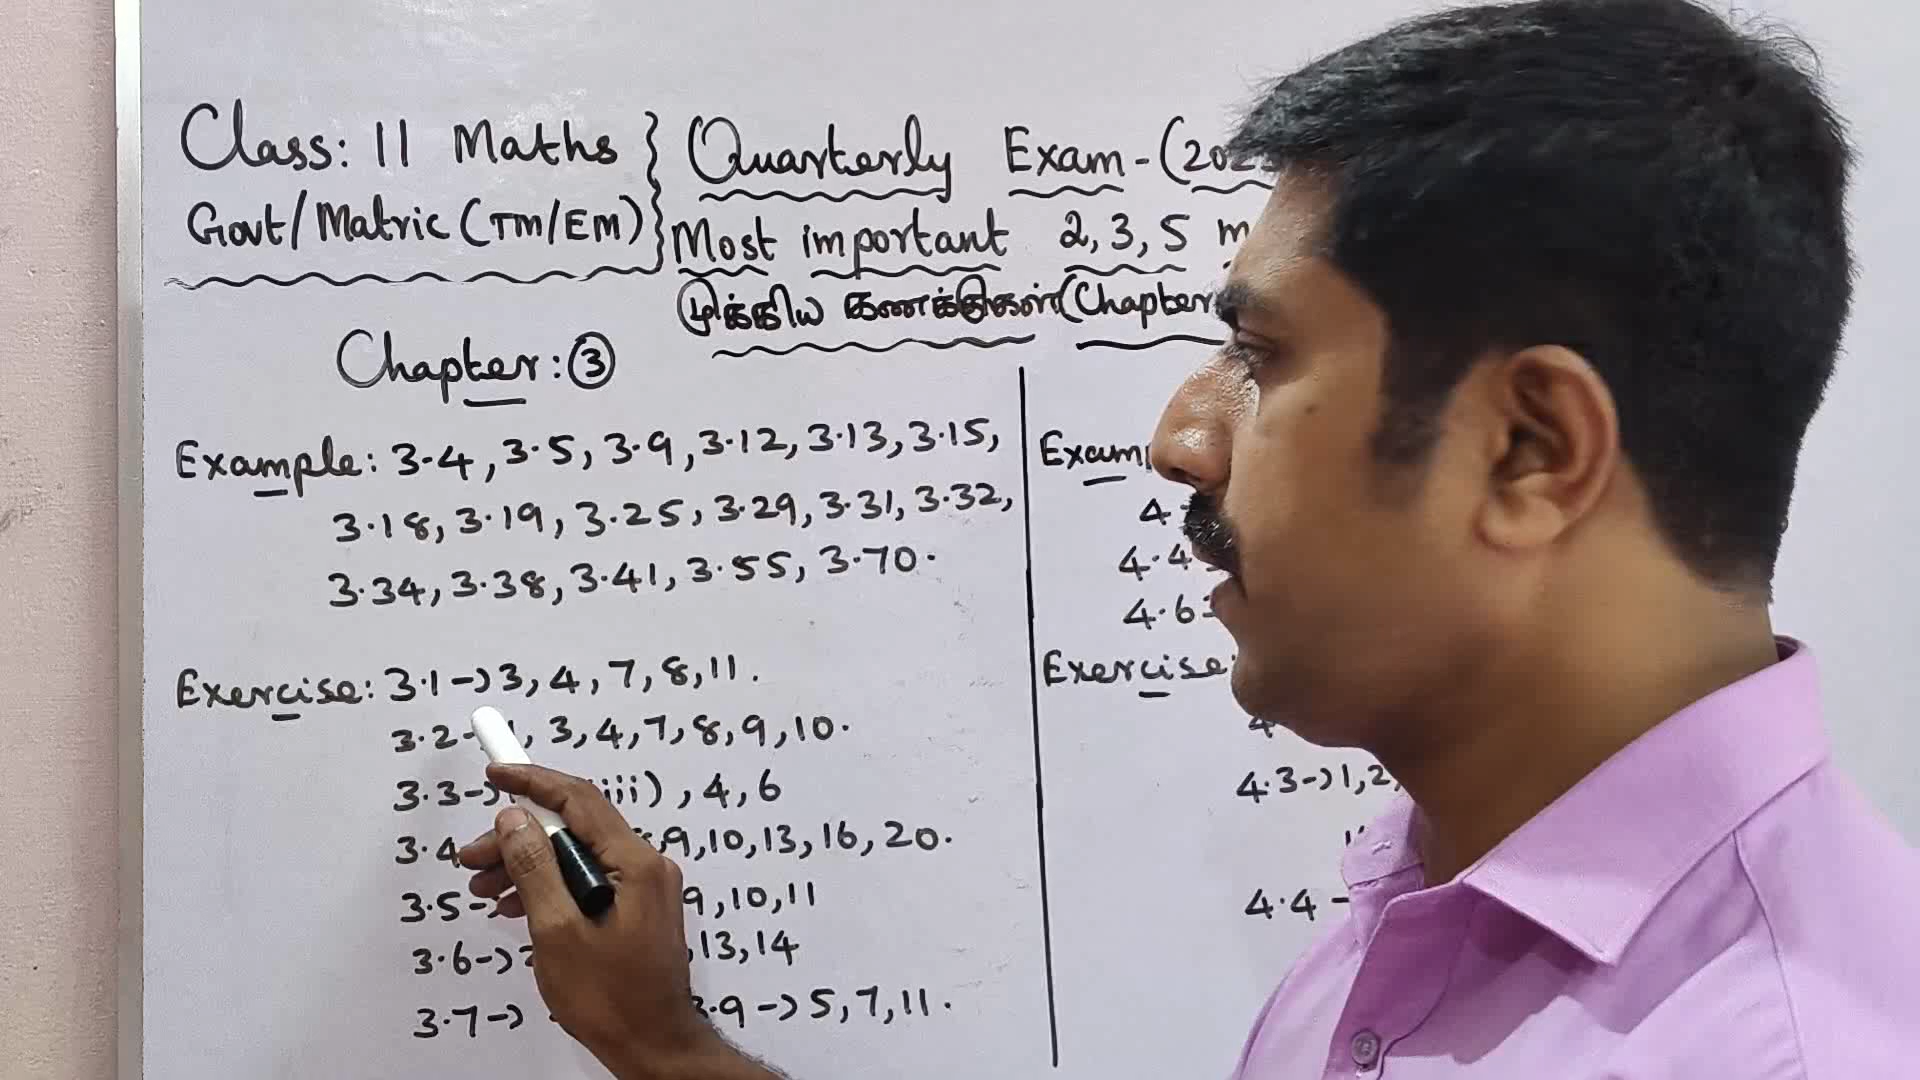 Class: 11 Maths
Govt/Matric (TM/EM)
Quarterly Exam - (202
Most important 2, 3, 5
முக்கிய கணக்குகள் (Chapter
Chapter: 3
Example: 3.4, 3.5, 3.9, 3.12, 3.13, 3.15,
3.18, 3.19, 3.25, 3.29, 3.31, 3.32,
3.34, 3.38, 3.41, 3.55, 3.70.
Exercise: 3.1 → 3, 4, 7, 8, 11.
3.2 → 1, 3, 4, 7, 8, 9, 10.
3.3 → iii), 4, 6
3.4 9, 10, 13, 16, 20.
3.5 → 9, 10, 11
3.6 → , 13, 14
3.7 → 3.9 → 5, 7, 11.
4.4
4.6
Exercise:
4.3 → 1, 2,
4.4 -